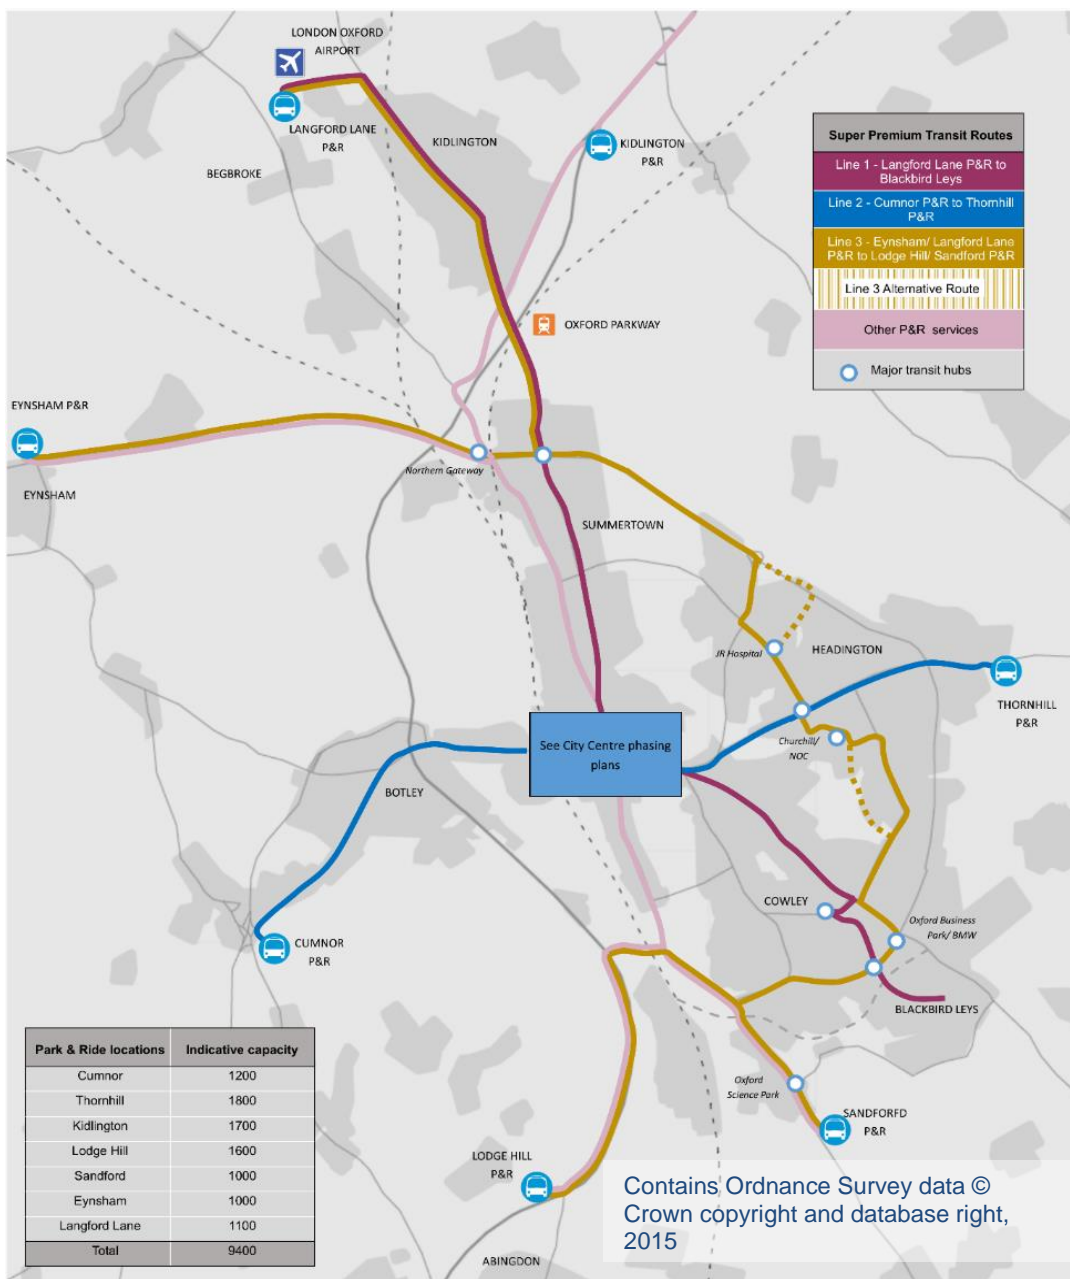 LONDON OXFORD
AIRPORT
LANGFORD LANE
P&R
KIDLINGTON
KIDLINGTON
P&R
BEGBROKE
Super Premium Transit Routes
Line 1 - Langford Lane P&R to
Blackbird Leys
Line 2 - Cumnor P&R to Thornhill
P&R
Line 3 - Eynsham/ Langford Lane
P&R to Lodge Hill/ Sandford P&R
Line 3 Alternative Route
Other P&R services
Major transit hubs
OXFORD PARKWAY
EYNSHAM P&R
EYNSHAM
Northern Gateway
SUMMERTOWN
JR Hospital
HEADINGTON
THORNHILL
P&R
Churchill/
NOC
See City Centre phasing
plans
BOTLEY
COWLEY
Oxford Business
Park/ BMW
CUMNOR
P&R
BLACKBIRD LEYS
Oxford
Science Park
SANDFORFD
P&R
LODGE HILL
P&R
ABINGDON
Park & Ride locations Indicative capacity
Cumnor 1200
Thornhill 1800
Kidlington 1700
Lodge Hill 1600
Sandford 1000
Eynsham 1000
Langford Lane 1100
Total 9400
Contains Ordnance Survey data ©
Crown copyright and database right,
2015